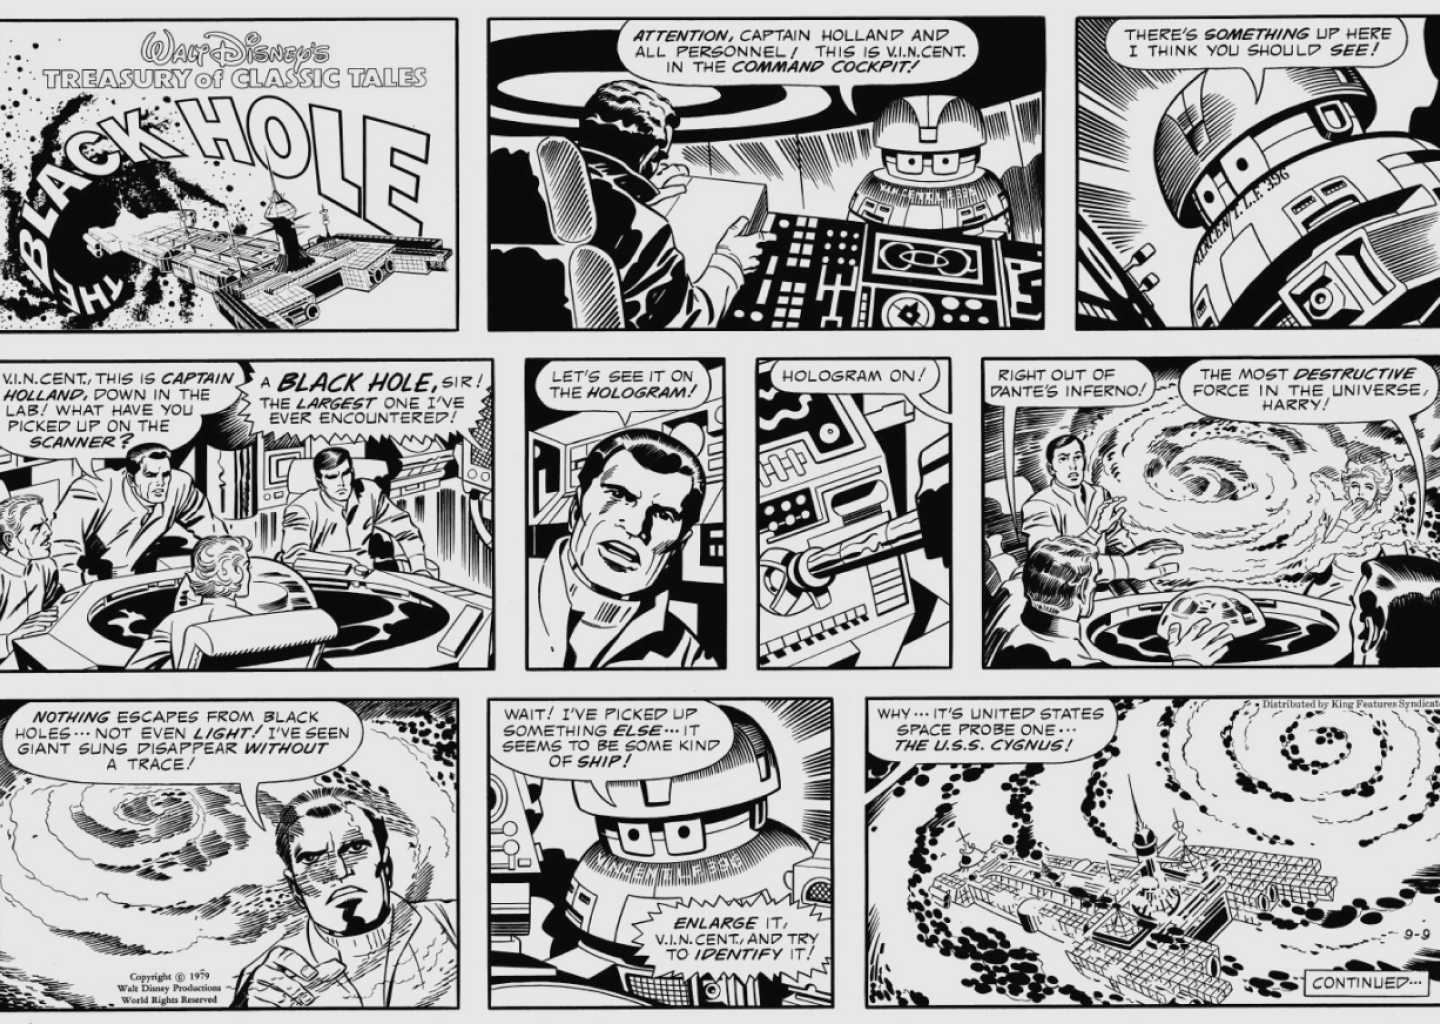 WALT DISNEY'S
TREASURY of CLASSIC TALES
THE BLACK HOLE
ATTENTION, CAPTAIN HOLLAND AND
ALL PERSONNEL! THIS IS V.I.N.CENT.
IN THE COMMAND COCKPIT!
VINCENT L.F. 396
THERE'S SOMETHING UP HERE
I THINK YOU SHOULD SEE!
L.F. 396
V.I.N.CENT., THIS IS CAPTAIN
HOLLAND, DOWN IN THE
LAB! WHAT HAVE YOU
PICKED UP ON THE
SCANNER?
A BLACK HOLE, SIR!
THE LARGEST ONE I'VE
EVER ENCOUNTERED!
LET'S SEE IT ON
THE HOLOGRAM!
HOLOGRAM ON!
RIGHT OUT OF
DANTE'S INFERNO!
THE MOST DESTRUCTIVE
FORCE IN THE UNIVERSE,
HARRY!
NOTHING ESCAPES FROM BLACK
HOLES... NOT EVEN LIGHT! I'VE SEEN
GIANT SUNS DISAPPEAR WITHOUT
A TRACE!
Copyright © 1979
Walt Disney Productions
World Rights Reserved
WAIT! I'VE PICKED UP
SOMETHING ELSE... IT
SEEMS TO BE SOME KIND
OF SHIP!
VINCENT L.F. 396
ENLARGE IT,
V.I.N.CENT., AND TRY
TO IDENTIFY IT!
Distributed by King Features Syndicate
WHY... IT'S UNITED STATES
SPACE PROBE ONE...
THE U.S.S. CYGNUS!
9-9
CONTINUED...